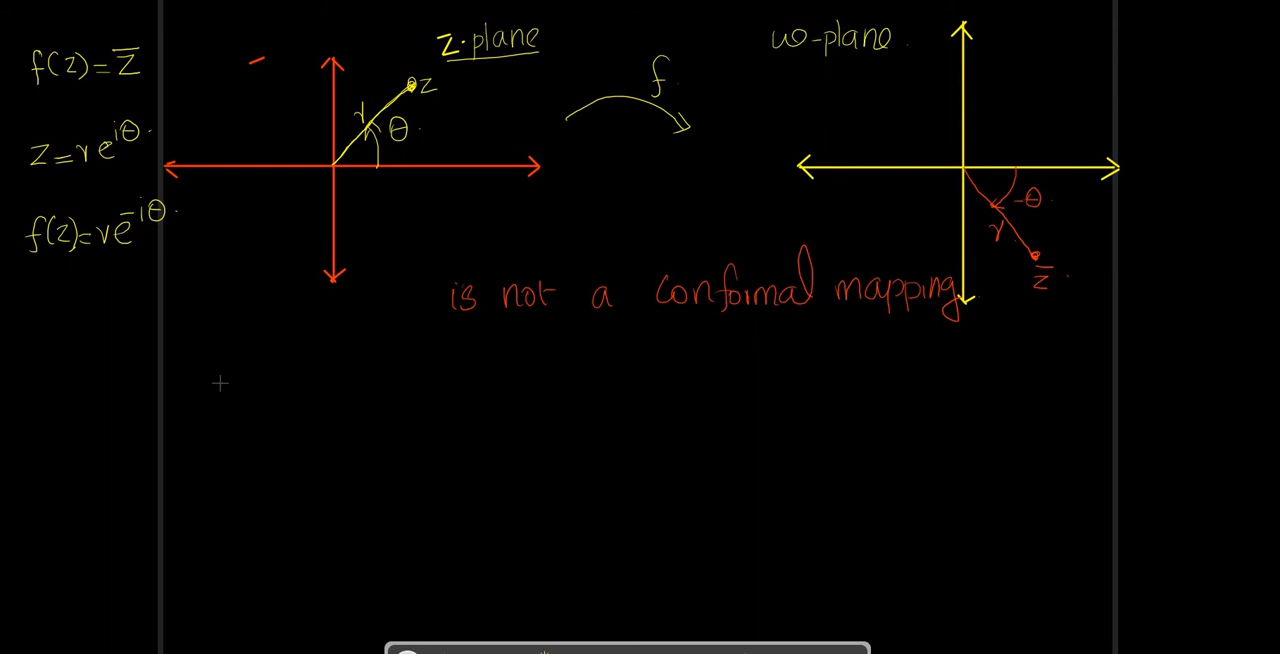 f(z)=z̅
z=re^{iθ}.
f(z)=re^{-iθ}.
z-plane
z
r
θ.
f
w-plane.
-θ.
r
z̅.
is not a conformal mapping.